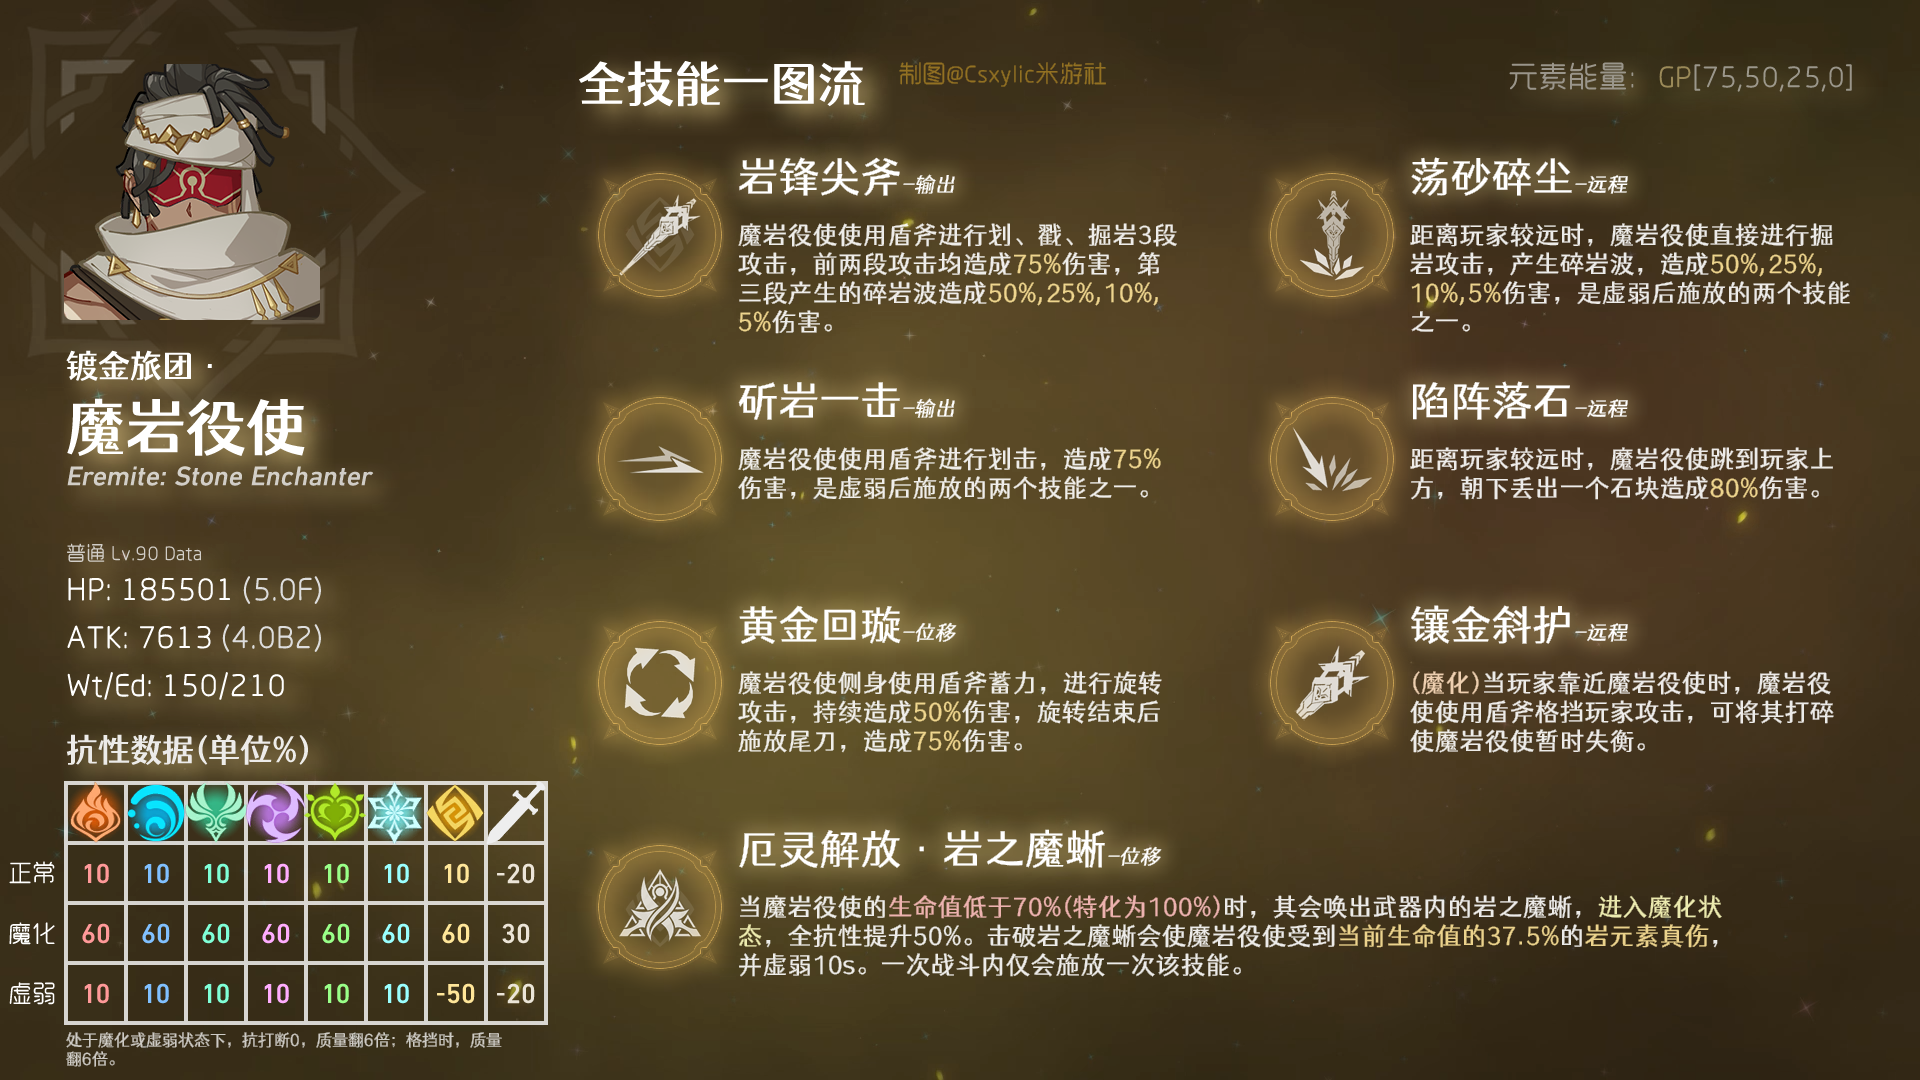 全技能一图流
制图@Csxylic米游社
元素能量: GP[75,50,25,0]
镀金旅团·
魔岩役使
Eremite: Stone Enchanter
普通 Lv.90 Data
HP: 185501 (5.0F)
ATK: 7613 (4.0B2)
Wt/Ed: 150/210
抗性数据(单位%)
正常 10 10 10 10 10 10 10 -20
魔化 60 60 60 60 60 60 60 30
虚弱 10 10 10 10 10 10 -50 -20
处于魔化或虚弱状态下，抗打断0，质量翻6倍；格挡时，质量
翻6倍。
岩锋尖斧-输出
魔岩役使使用盾斧进行划、戳、掘岩3段
攻击，前两段攻击均造成75%伤害，第
三段产生的碎岩波造成50%,25%,10%,
5%伤害。
荡砂碎尘-远程
距离玩家较远时，魔岩役使直接进行掘
岩攻击，产生碎岩波，造成50%,25%,
10%,5%伤害，是虚弱后施放的两个技能
之一。
斫岩一击-输出
魔岩役使使用盾斧进行划击，造成75%
伤害，是虚弱后施放的两个技能之一。
陷阵落石-远程
距离玩家较远时，魔岩役使跳到玩家上
方，朝下丢出一个石块造成80%伤害。
黄金回璇-位移
魔岩役使侧身使用盾斧蓄力，进行旋转
攻击，持续造成50%伤害，旋转结束后
施放尾刀，造成75%伤害。
镶金斜护-远程
(魔化)当玩家靠近魔岩役使时，魔岩役
使使用盾斧格挡玩家攻击，可将其打碎
使魔岩役使暂时失衡。
厄灵解放·岩之魔蜥-位移
当魔岩役使的生命值低于70%(特化为100%)时，其会唤出武器内的岩之魔蜥，进入魔化状
态，全抗性提升50%。击破岩之魔蜥会使魔岩役使受到当前生命值的37.5%的岩元素真伤，
并虚弱10s。一次战斗内仅会施放一次该技能。